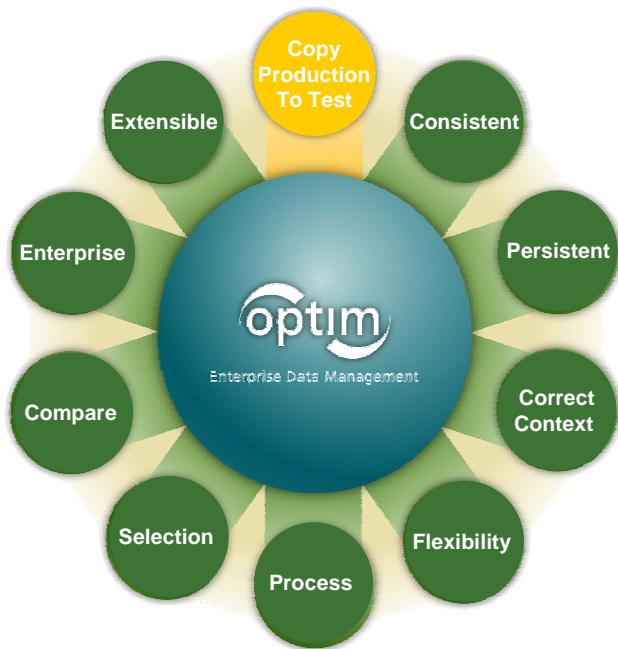 Copy
Production
To Test
Consistent
Persistent
Correct
Context
Flexibility
Process
Selection
Compare
Enterprise
Extensible
optim
Enterprise Data Management